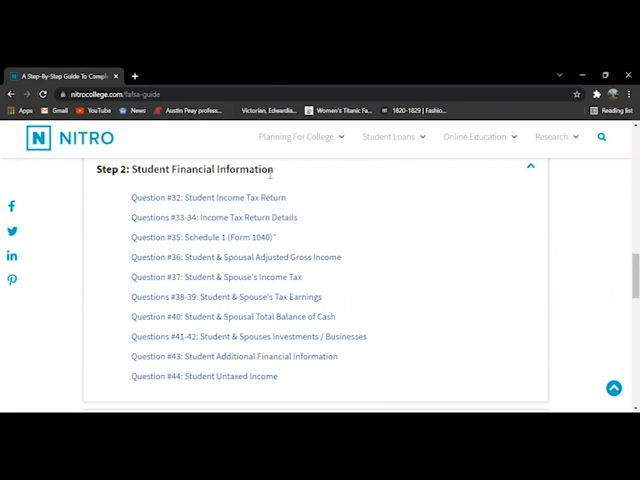 A Step-By-Step Guide To Comple
nitrocollege.com/fafsa-guide
Apps Gmail YouTube News Austin Peay profess... Victorian, Edwardia... Women's Titanic Fa... 1820-1829 | Fashio... Reading list
N NITRO Planning For College Student Loans Online Education Research
Step 2: Student Financial Information
Question #32: Student Income Tax Return
Questions #33-34: Income Tax Return Details
Question #35: Schedule 1 (Form 1040)"
Question #36: Student & Spousal Adjusted Gross Income
Question #37: Student & Spouse's Income Tax
Questions #38-39: Student & Spouse's Tax Earnings
Question #40: Student & Spousal Total Balance of Cash
Questions #41-42: Student & Spouses Investments / Businesses
Question #43: Student Additional Financial Information
Question #44: Student Untaxed Income